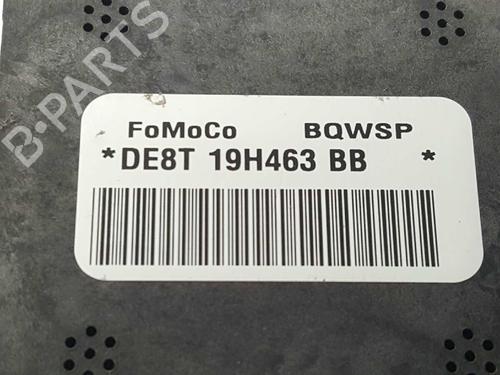 B-PARTS
FoMoCo BQWSP
*DE8T 19H463 BB *